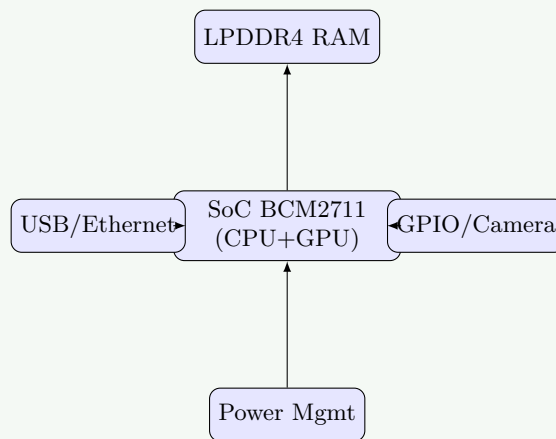 LPDDR4 RAM
USB/Ethernet
SoC BCM2711
(CPU+GPU)
GPIO/Camera
Power Mgmt